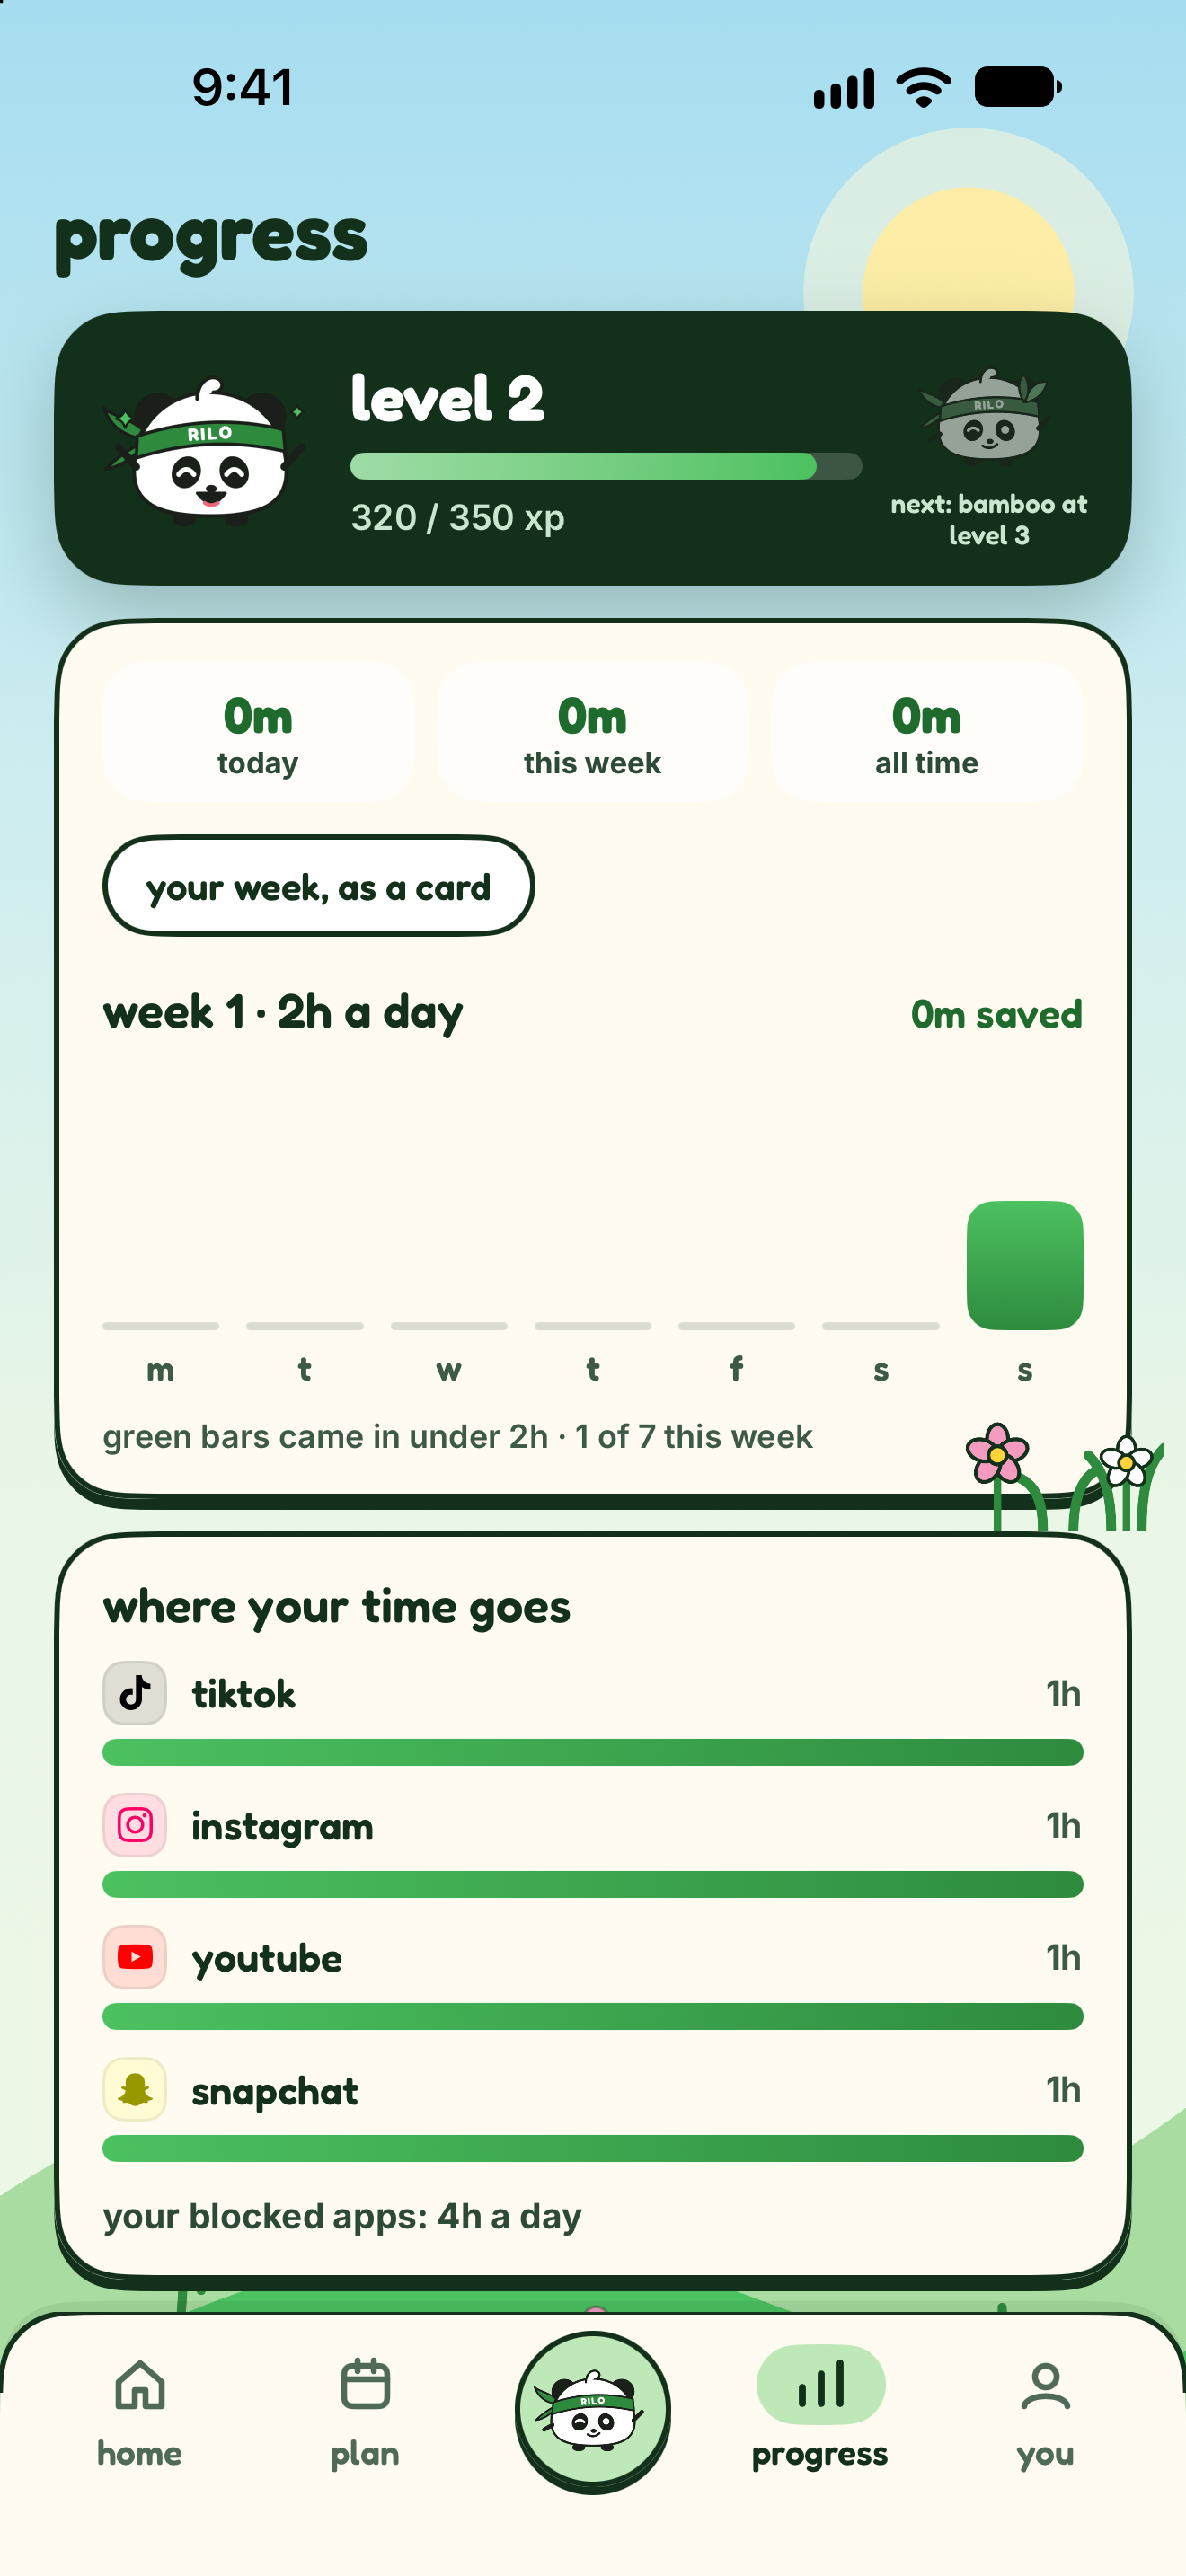 9:41
progress
RILO
level 2
320 / 350 xp
RILO
next: bamboo at
level 3
0m
today
0m
this week
0m
all time
your week, as a card
week 1 · 2h a day
0m saved
m t w t f s s
green bars came in under 2h · 1 of 7 this week
where your time goes
tiktok 1h
instagram 1h
youtube 1h
snapchat 1h
your blocked apps: 4h a day
RILO
home plan progress you